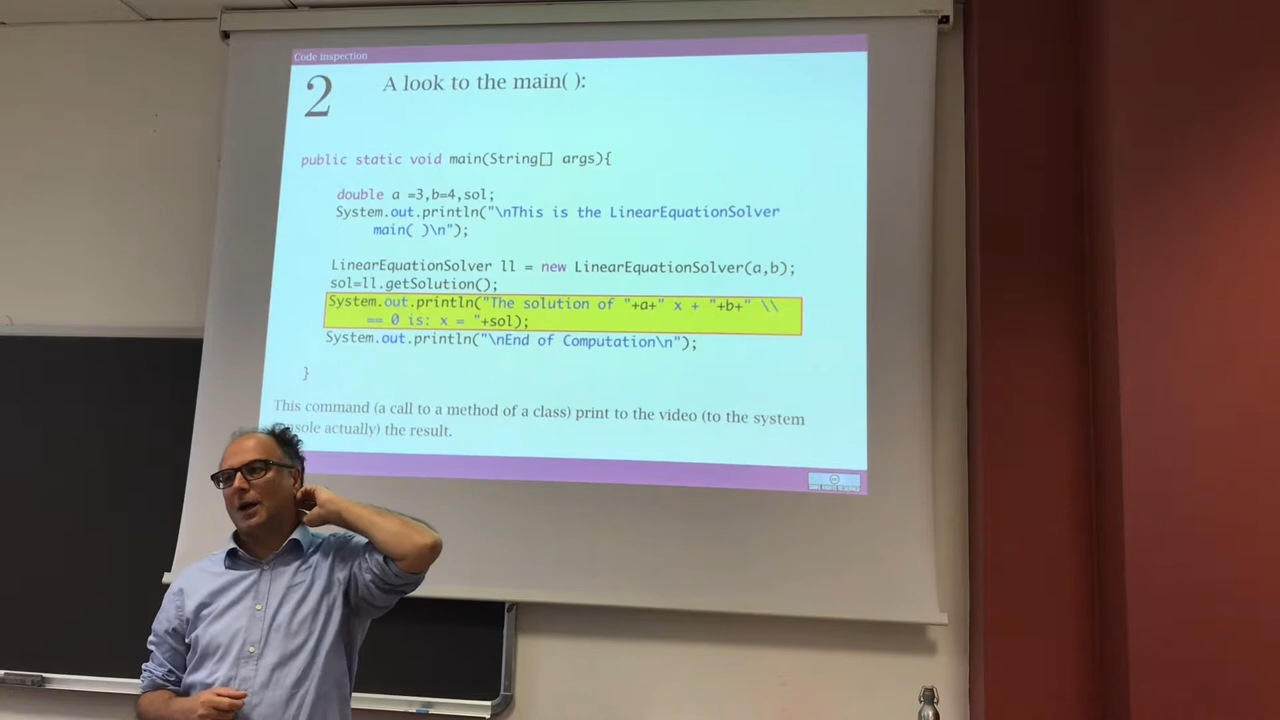 Code inspection
2
A look to the main( ):
public static void main(String[] args){
double a =3,b=4,sol;
System.out.println("\nThis is the LinearEquationSolver
main( )\n");
LinearEquationSolver ll = new LinearEquationSolver(a,b);
sol=ll.getSolution();
System.out.println("The solution of "+a+" x + "+b+" \\
== 0 is: x = "+sol);
System.out.println("\nEnd of Computation\n");
}
This command (a call to a method of a class) print to the video (to the system
actually) the result.